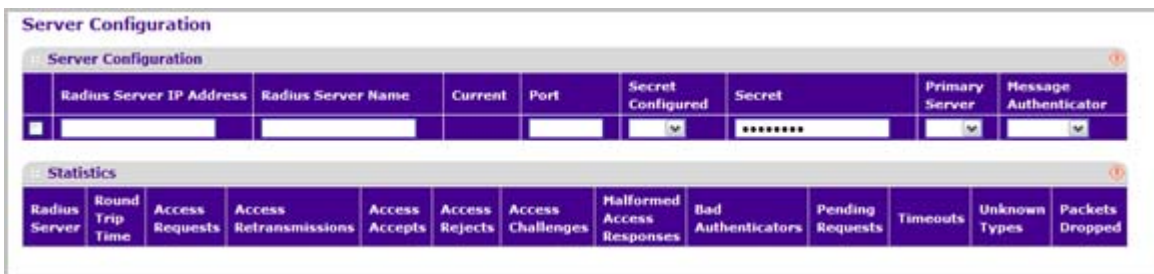 Server Configuration
Server Configuration
Radius Server IP Address Radius Server Name Current Port Secret Configured Secret Primary Server Message Authenticator
••••••••
Statistics
Radius Server Round Trip Time Access Requests Access Retransmissions Access Accepts Access Rejects Access Challenges Malformed Access Responses Bad Authenticators Pending Requests Timeouts Unknown Types Packets Dropped